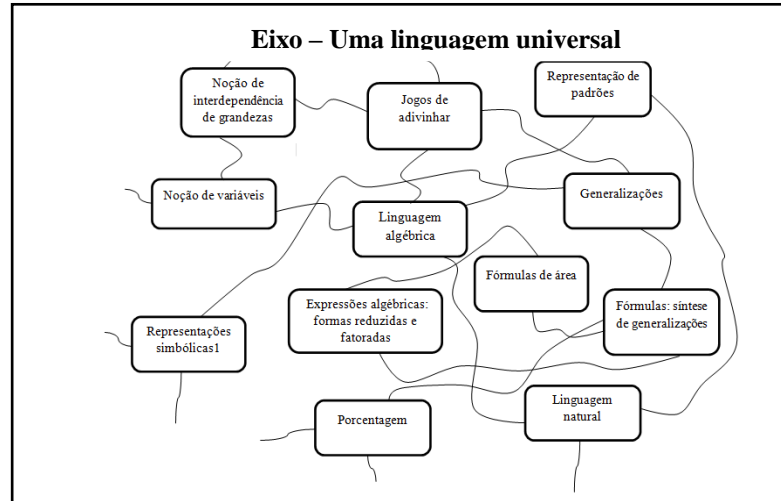 Eixo – Uma linguagem universal
Noção de
interdependência
de grandezas
Jogos de
adivinhar
Representação de
padrões
Noção de variáveis
Linguagem
algébrica
Generalizações
Fórmulas de área
Expressões algébricas:
formas reduzidas e
fatoradas
Fórmulas: síntese
de generalizações
Representações
simbólicas1
Porcentagem
Linguagem
natural